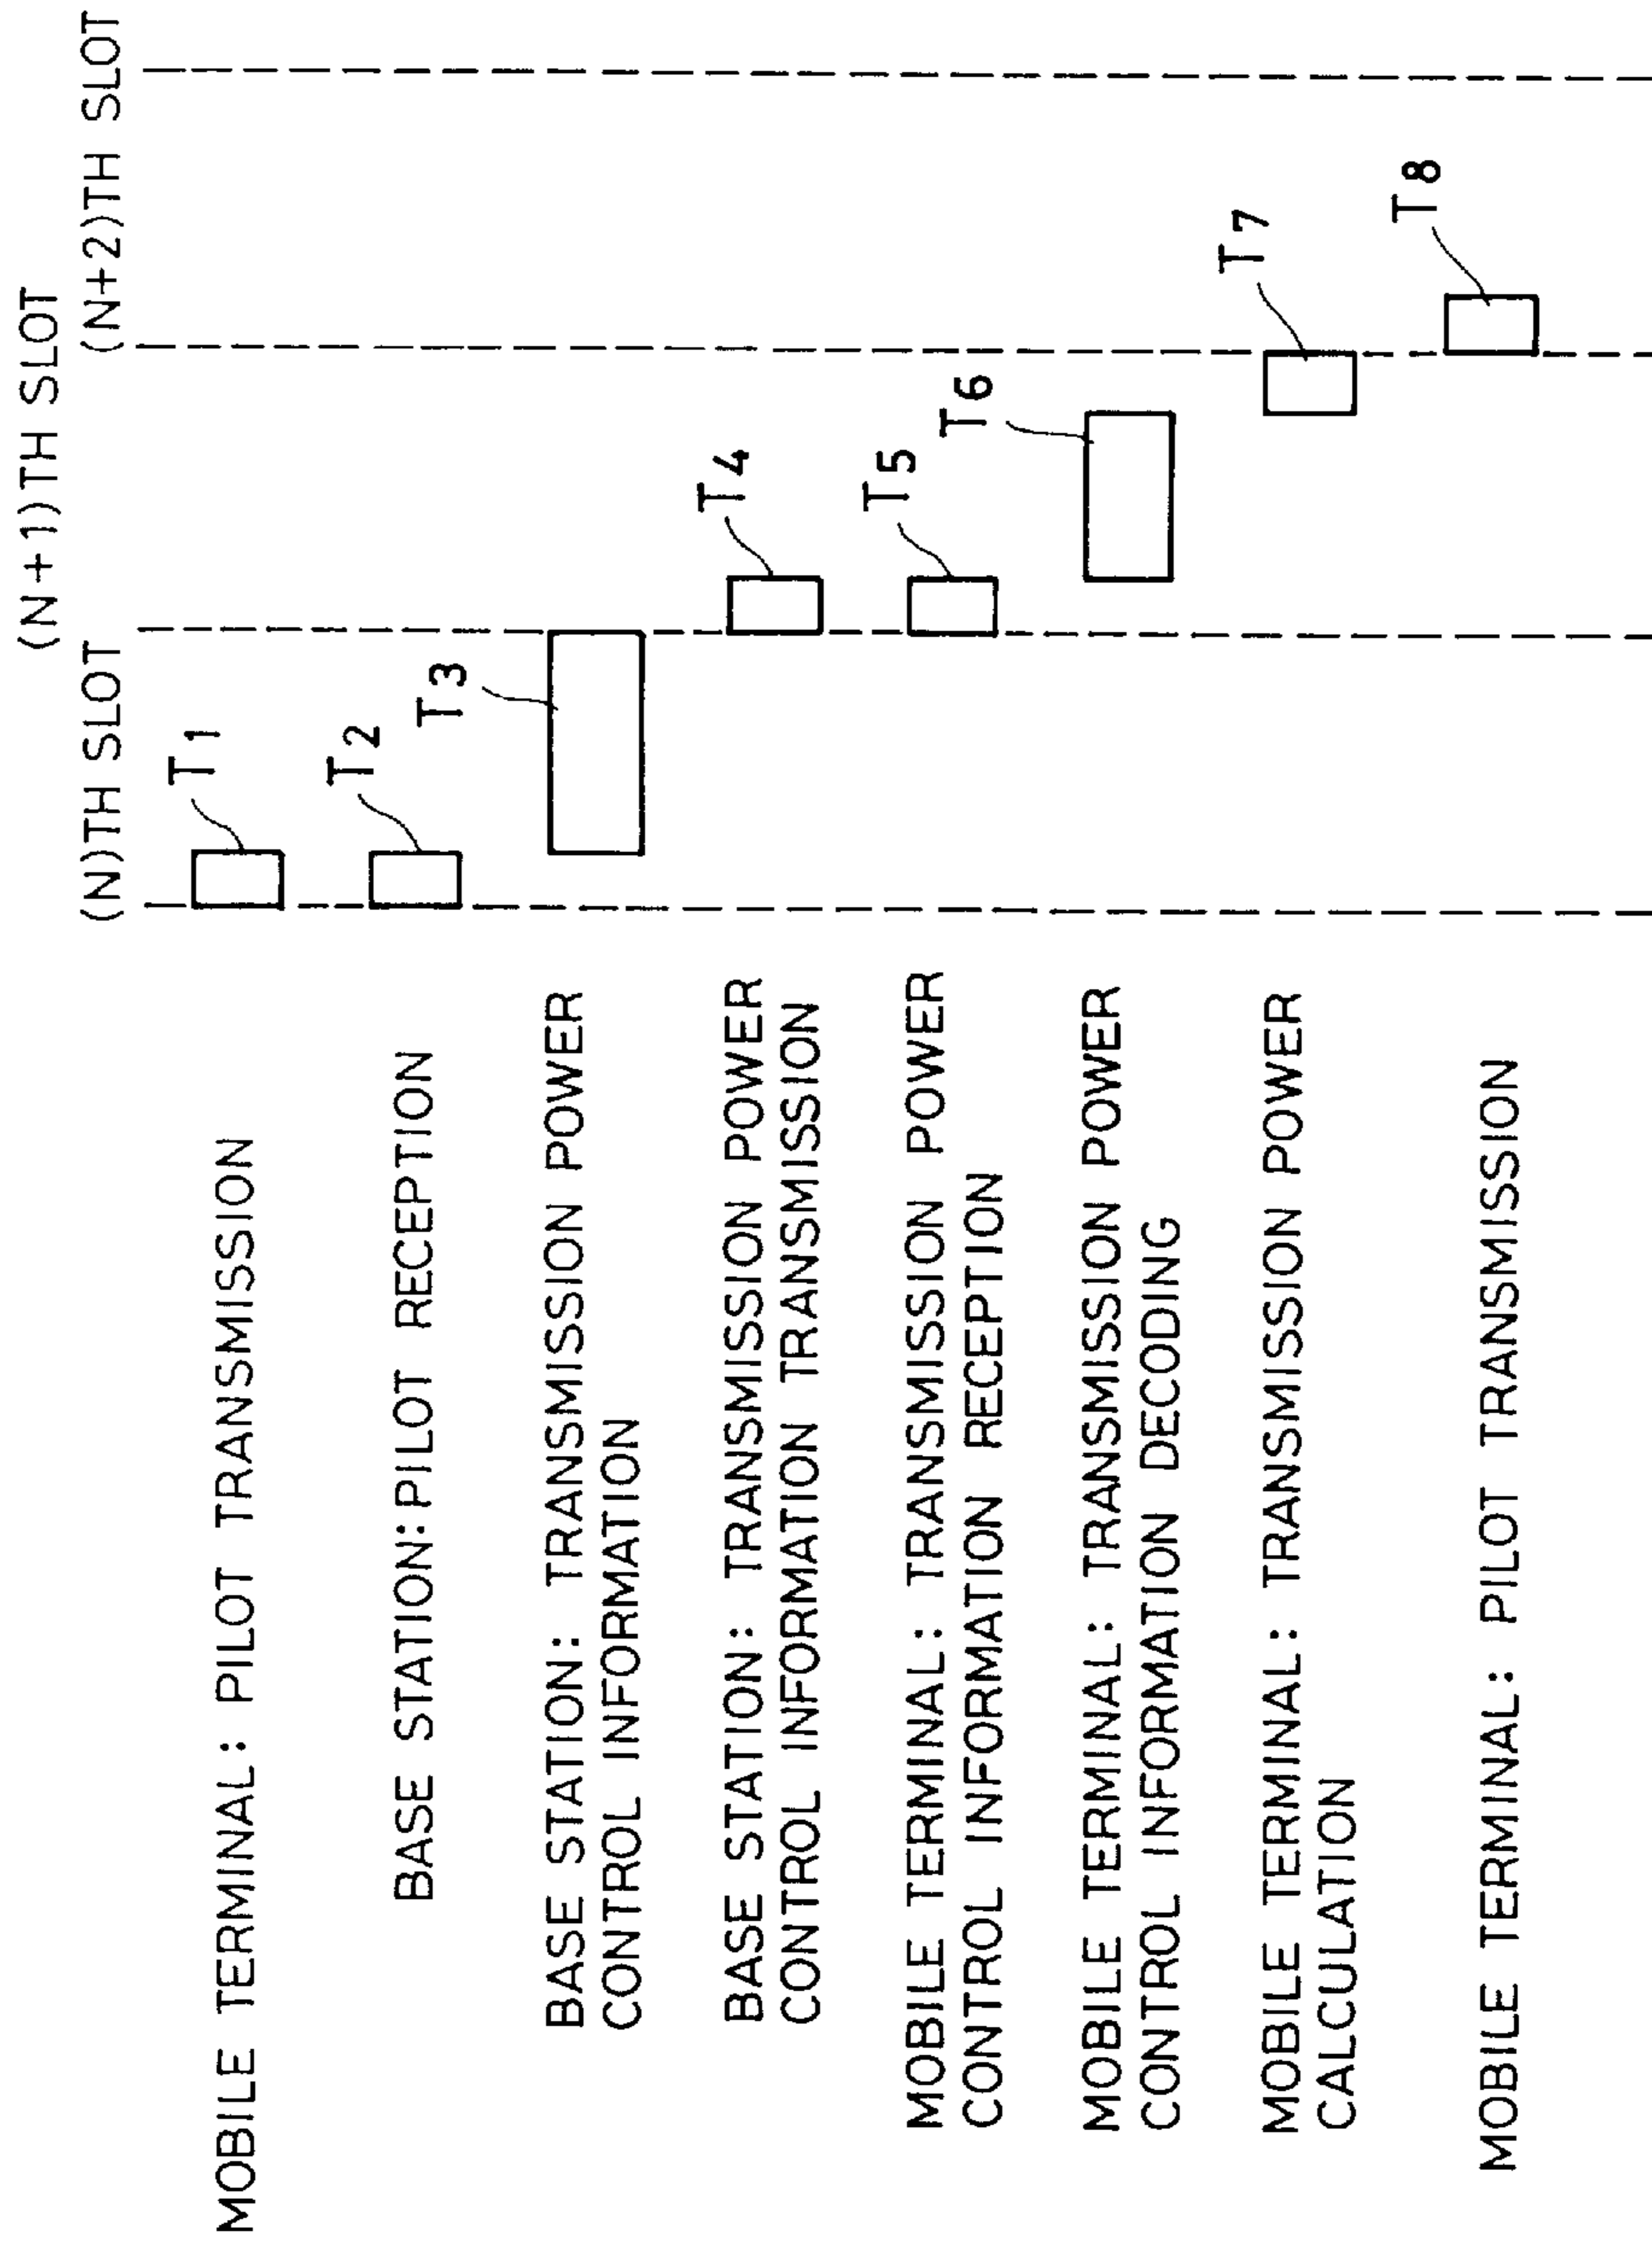 (N+1)TH SLOT
(N)TH SLOT
(N+2)TH SLOT
MOBILE TERMINAL: PILOT TRANSMISSION
T1
BASE STATION: PILOT RECEPTION
T2
BASE STATION: TRANSMISSION POWER
CONTROL INFORMATION
T3
BASE STATION: TRANSMISSION POWER
CONTROL INFORMATION TRANSMISSION
T4
MOBILE TERMINAL: TRANSMISSION POWER
CONTROL INFORMATION RECEPTION
T5
MOBILE TERMINAL: TRANSMISSION POWER
CONTROL INFORMATION DECODING
T6
MOBILE TERMINAL: TRANSMISSION POWER
CALCULATION
T7
MOBILE TERMINAL: PILOT TRANSMISSION
T8